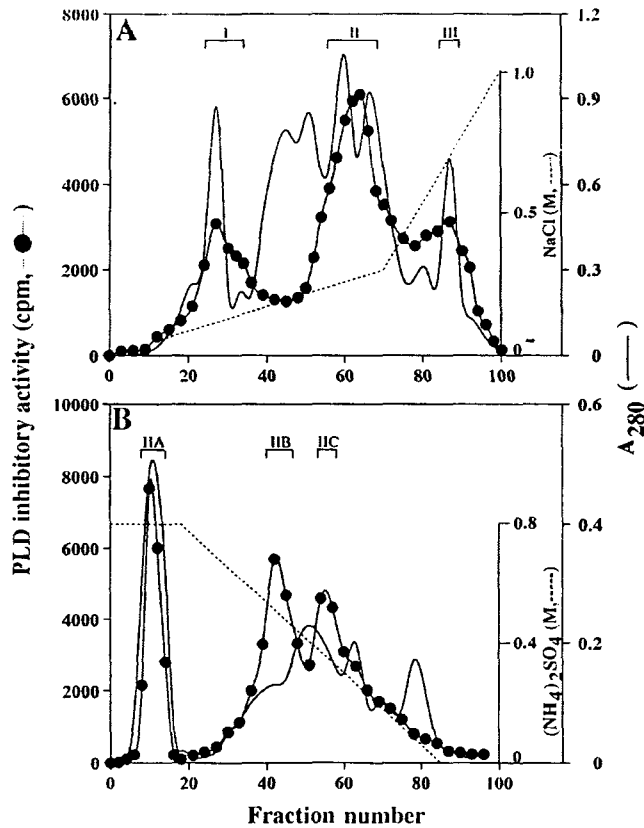 A
I
II
III
8000
6000
4000
2000
0
1.0
0.5
0
1.2
0.9
0.6
0.3
0
NaCl (M, -----)
0
20
40
60
80
100
PLD inhibitory activity (cpm, ●)
A280 (——)
B
IIA
IIB
IIC
10000
8000
6000
4000
2000
0
0.8
0.4
0
0.6
0.4
0.2
0
(NH4)2SO4 (M,-----)
0
20
40
60
80
100
Fraction number